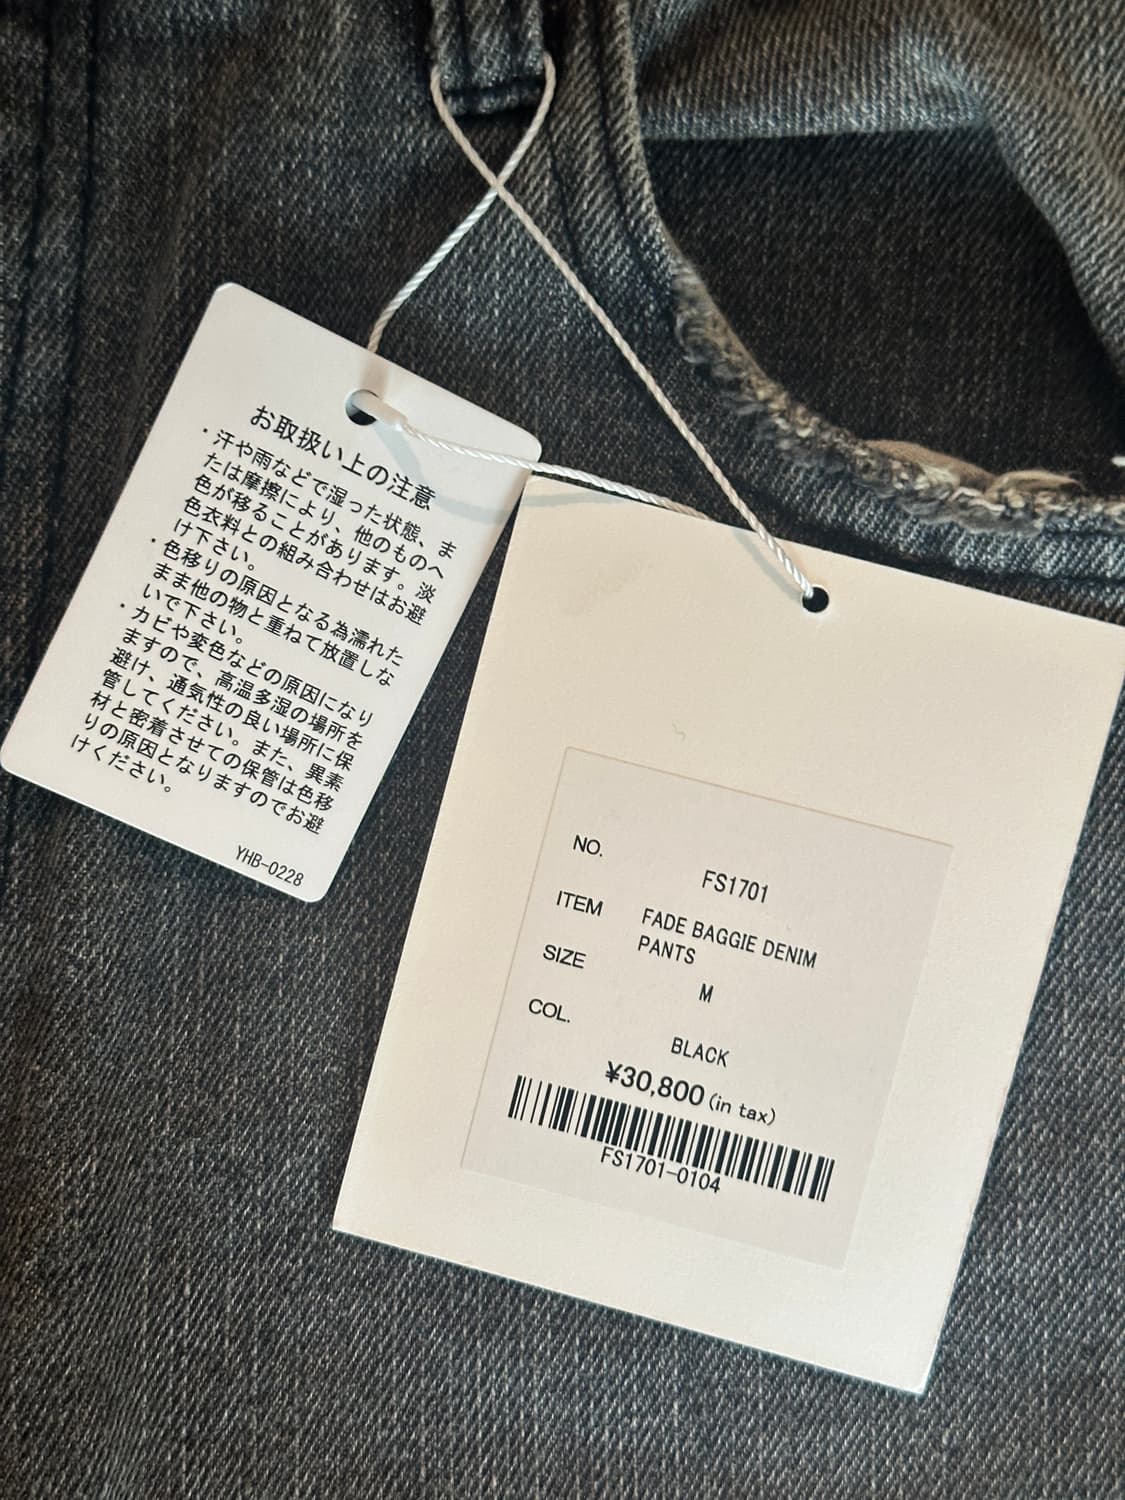 お取扱い上の注意
・汗や雨などで湿った状態、ま
たは摩擦により、他のものへ
色が移ることがあります。淡
色衣料との組み合わせはお避
け下さい。
・色移りの原因となる為濡れた
まま他の物と重ねて放置しな
いで下さい。
・カビや変色などの原因になり
ますので、高温多湿の場所を
避け、通気性の良い場所に保
管してください。また、異素
材と密着させての保管は色移
りの原因となりますのでお避
けください。
YHB-0228
NO. FS1701
ITEM FADE BAGGIE DENIM
PANTS
SIZE M
COL. BLACK
¥30,800(in tax)
FS1701-0104